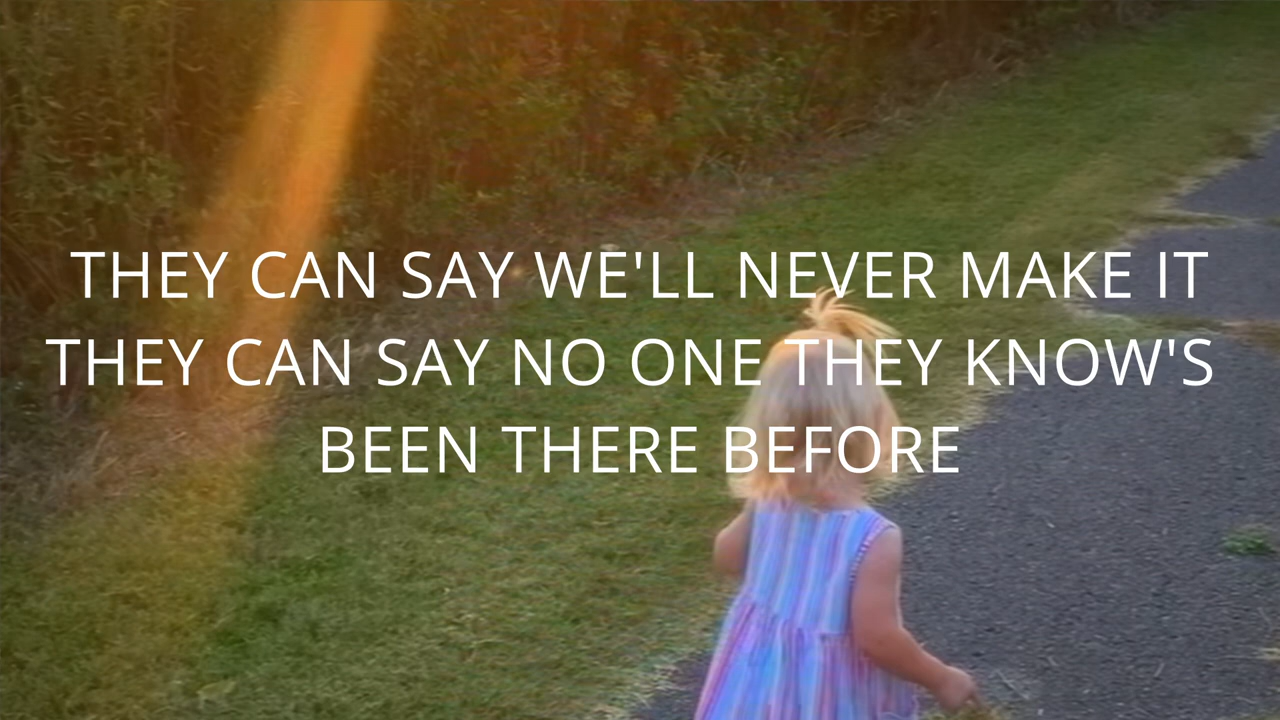 THEY CAN SAY WE'LL NEVER MAKE IT
THEY CAN SAY NO ONE THEY KNOW'S
BEEN THERE BEFORE